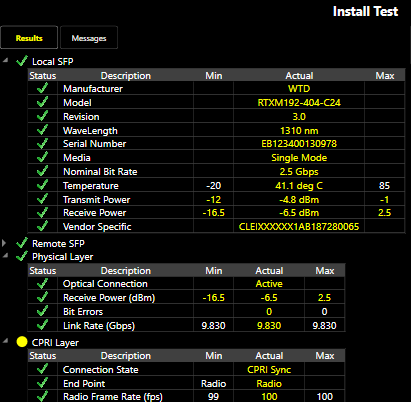 Install Test
Results Messages
Local SFP
Status Description Min Actual Max
Manufacturer WTD
Model RTXM192-404-C24
Revision 3.0
WaveLength 1310 nm
Serial Number EB123400130978
Media Single Mode
Nominal Bit Rate 2.5 Gbps
Temperature -20 41.1 deg C 85
Transmit Power -12 -4.8 dBm -1
Receive Power -16.5 -6.5 dBm 2.5
Vendor Specific CLEIXXXXXX1AB187280065
Remote SFP
Physical Layer
Status Description Min Actual Max
Optical Connection Active
Receive Power (dBm) -16.5 -6.5 2.5
Bit Errors 0 0
Link Rate (Gbps) 9.830 9.830 9.830
CPRI Layer
Status Description Min Actual Max
Connection State CPRI Sync
End Point Radio Radio
Radio Frame Rate (fps) 99 100 100